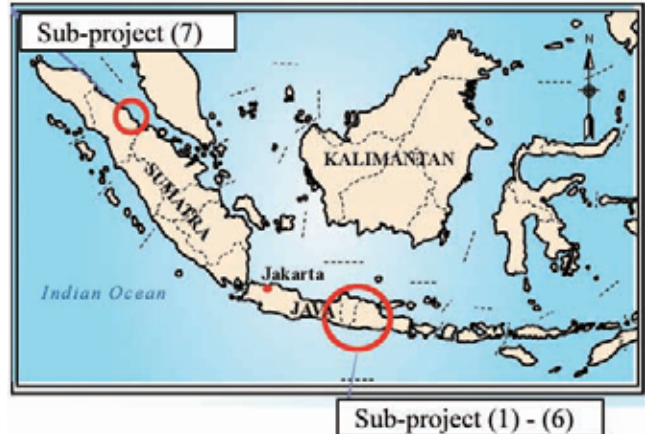 Sub-project (7)
N
KALIMANTAN
SUMATRA
Jakarta
Indian Ocean
JAVA
Sub-project (1) - (6)